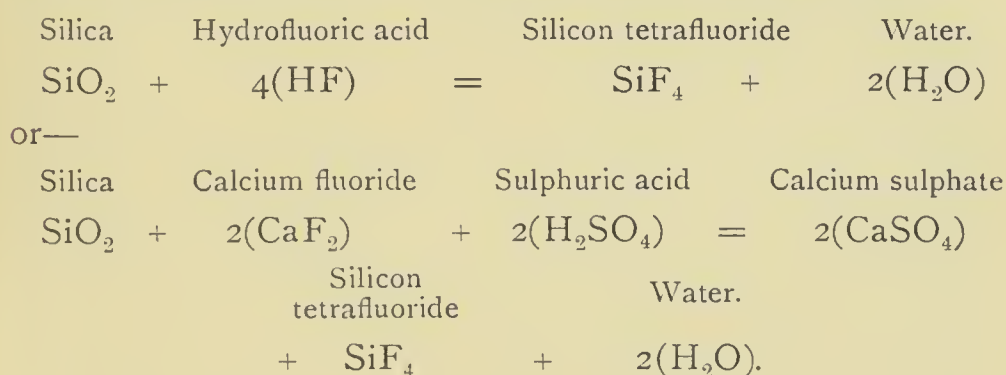 Silica Hydrofluoric acid Silicon tetrafluoride Water.
SiO₂ + 4(HF) = SiF₄ + 2(H₂O)
or—
Silica Calcium fluoride Sulphuric acid Calcium sulphate
SiO₂ + 2(CaF₂) + 2(H₂SO₄) = 2(CaSO₄)
Silicon
tetrafluoride Water.
+ SiF₄ + 2(H₂O).